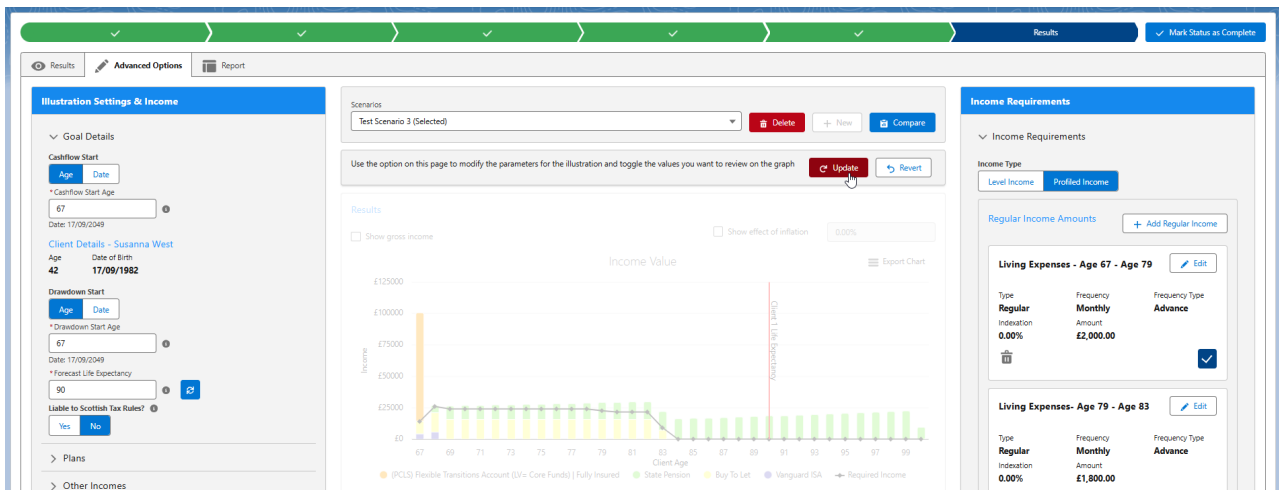 Results
Mark Status as Complete
Results
Advanced Options
Report
Illustration Settings & Income
Goal Details
Cashflow Start
Age
Date
* Cashflow Start Age
67
Date: 17/09/2049
Client Details - Susanna West
Age
Date of Birth
42
17/09/1982
Drawdown Start
Age
Date
* Drawdown Start Age
67
Date: 17/09/2049
* Forecast Life Expectancy
90
Liable to Scottish Tax Rules?
Yes
No
Plans
Other Incomes
Scenarios
Test Scenario 3 (Selected)
Delete
New
Compare
Use the option on this page to modify the parameters for the illustration and toggle the values you want to review on the graph
Update
Revert
Results
Show gross income
Show effect of inflation
0.00%
Income Value
Export Chart
£125000
£100000
£75000
£50000
£25000
£0
Income
Client 1 Life Expectancy
67 69 71 73 75 77 79 81 83 85 87 89 91 93 95 97 99
Client Age
(PCLS) Flexible Transitions Account (LV= Core Funds) | Fully Insured
State Pension
Buy To Let
Vanguard ISA
Required Income
Income Requirements
Income Requirements
Income Type
Level Income
Profiled Income
Regular Income Amounts
+ Add Regular Income
Living Expenses - Age 67 - Age 79
Edit
Type
Frequency
Frequency Type
Regular
Monthly
Advance
Indexation
Amount
0.00%
£2,000.00
Living Expenses- Age 79 - Age 83
Edit
Type
Frequency
Frequency Type
Regular
Monthly
Advance
Indexation
Amount
0.00%
£1,800.00